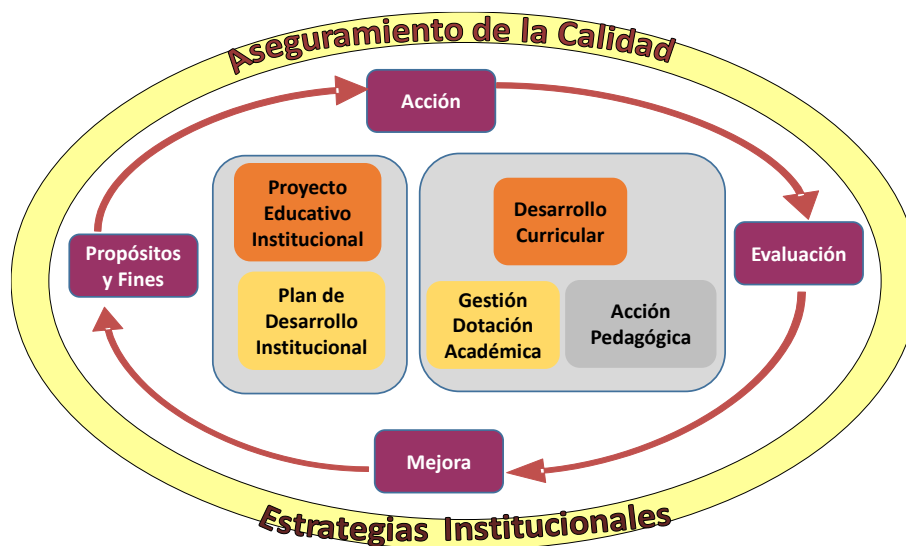 Aseguramiento de la Calidad
Acción
Proyecto
Educativo
Institucional
Desarrollo
Curricular
Propósitos
y Fines
Evaluación
Plan de
Desarrollo
Institucional
Gestión
Dotación
Académica
Acción
Pedagógica
Mejora
Estrategias Institucionales